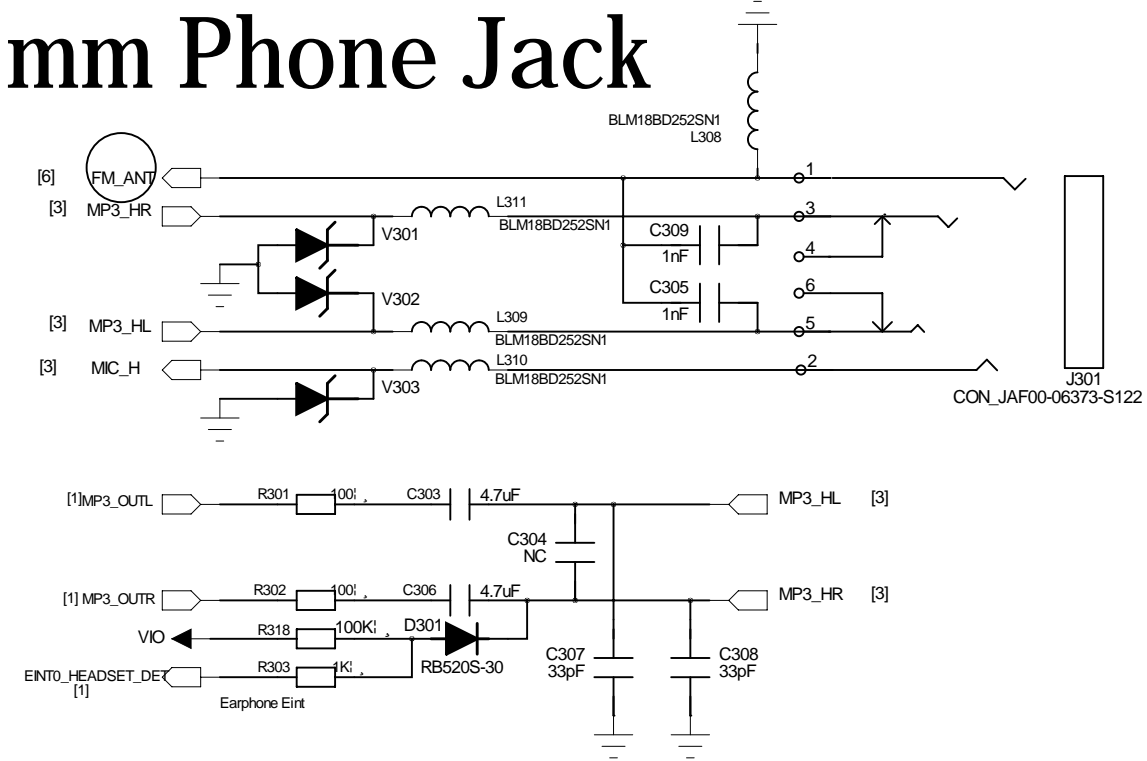 mm Phone Jack
BLM18BD252SN1
L308
[6] FM_ANT
1
[3] MP3_HR
L311
BLM18BD252SN1
3
V301
C309
1nF
4
V302
C305
1nF
6
[3] MP3_HL
L309
BLM18BD252SN1
5
[3] MIC_H
L310
BLM18BD252SN1
2
V303
J301
CON_JAF00-06373-S122
[1]MP3_OUTL
R301
100¦¸
C303
4.7uF
MP3_HL [3]
C304
NC
[1] MP3_OUTR
R302
100¦¸
C306
4.7uF
MP3_HR [3]
VIO
R318
100K¦¸
D301
RB520S-30
EINT0_HEADSET_DET
[1]
R303
1K¦¸
Earphone Eint
C307
33pF
C308
33pF